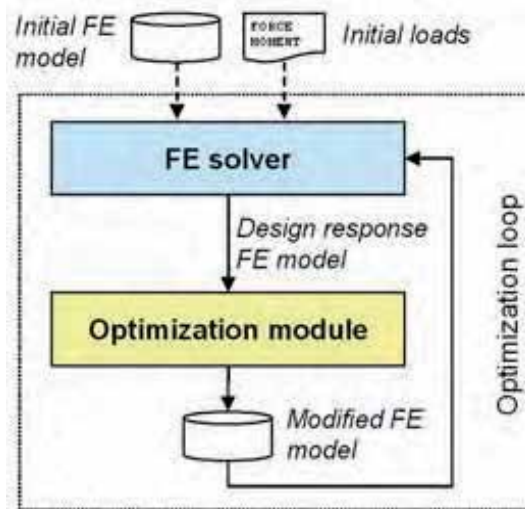 Initial FE
model
FORCE
MOMENT
Initial loads
FE solver
Design response
FE model
Optimization module
Modified FE
model
Optimization loop